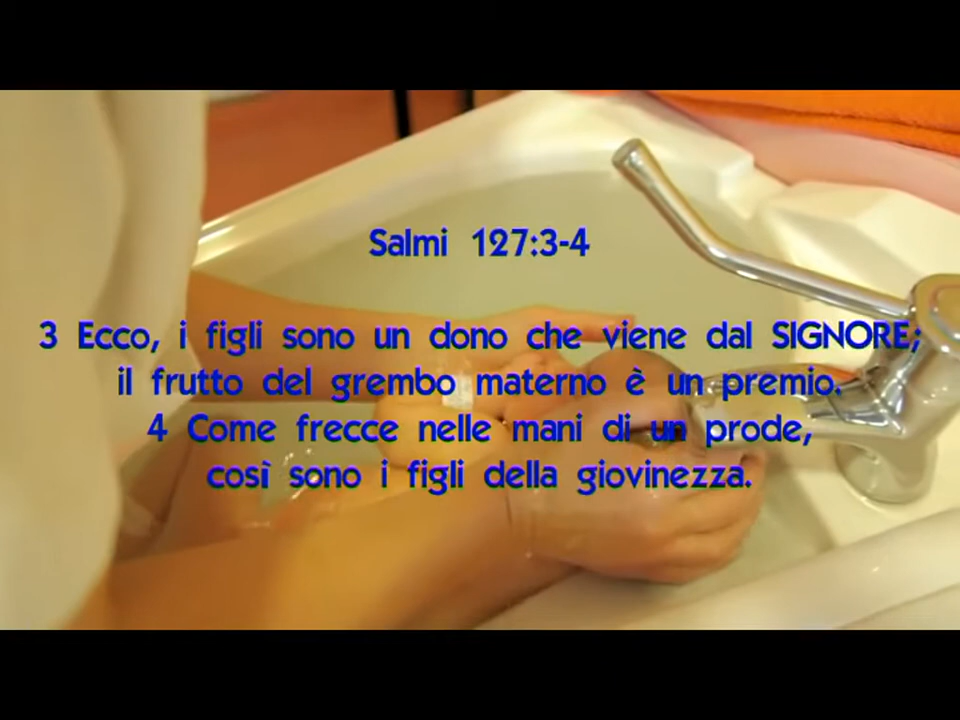 Salmi 127:3-4
3 Ecco, i figli sono un dono che viene dal SIGNORE;
il frutto del grembo materno è un premio.
4 Come frecce nelle mani di un prode,
così sono i figli della giovinezza.